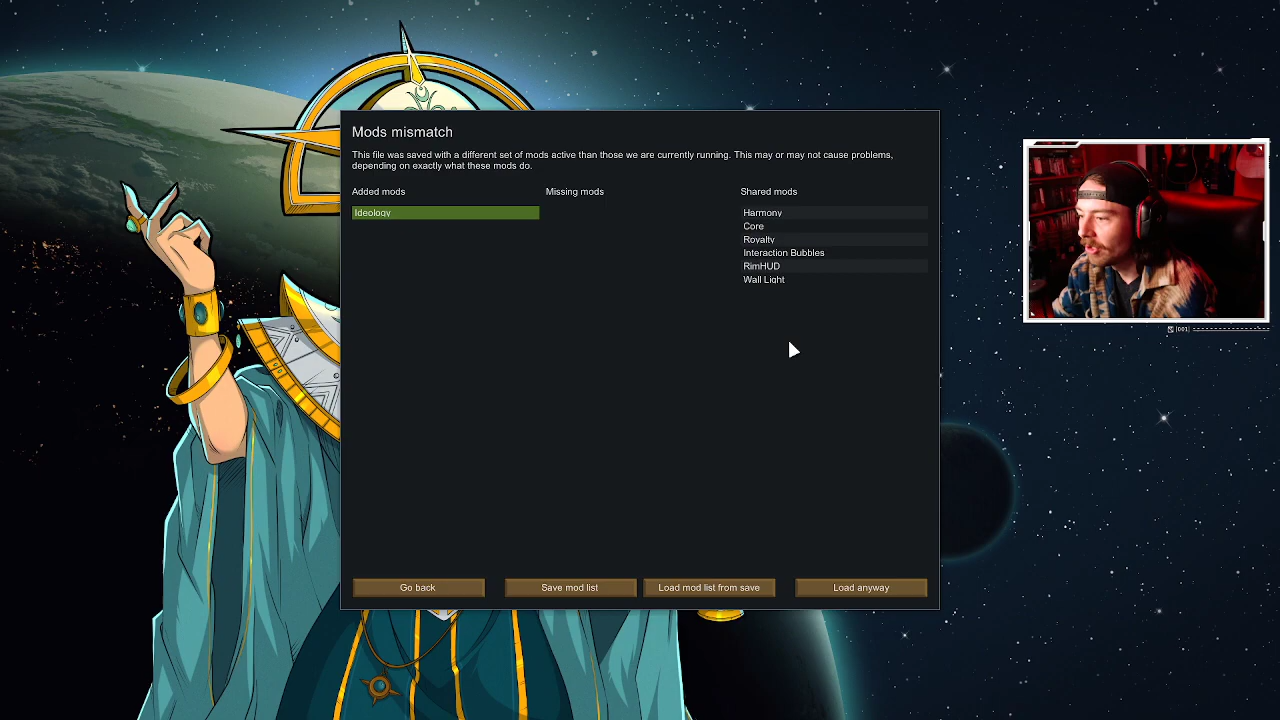 Mods mismatch
This file was saved with a different set of mods active than those we are currently running. This may or may not cause problems,
depending on exactly what these mods do.
Added mods
Missing mods
Shared mods
Ideology
Harmony
Core
Royalty
Interaction Bubbles
RimHUD
Wall Light
[001]
Go back
Save mod list
Load mod list from save
Load anyway